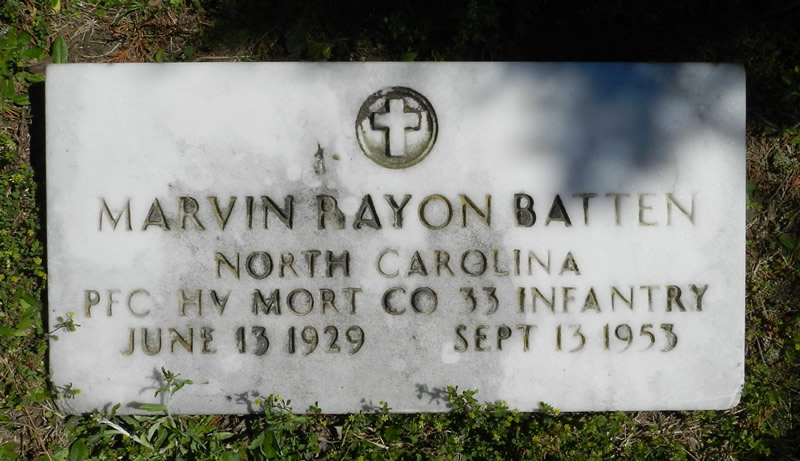 MARVIN RAYON BATTEN
NORTH CAROLINA
PFC HV MORT CO 33 INFANTRY
JUNE 13 1929 SEPT 13 1953